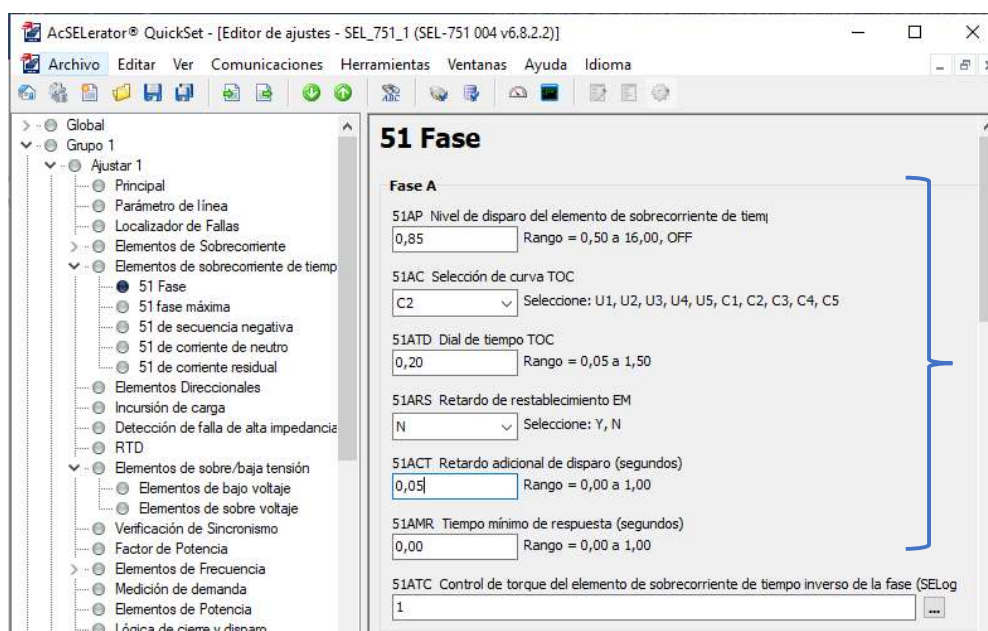 AcSELerator® QuickSet - [Editor de ajustes - SEL_751_1 (SEL-751 004 v6.8.2.2)]
Archivo Editar Ver Comunicaciones Herramientas Ventanas Ayuda Idioma
Global
Grupo 1
Ajustar 1
Principal
Parámetro de línea
Localizador de Fallas
Elementos de Sobrecorriente
Elementos de sobrecorriente de tiemp
51 Fase
51 fase máxima
51 de secuencia negativa
51 de corriente de neutro
51 de corriente residual
Elementos Direccionales
Incursión de carga
Detección de falla de alta impedancia
RTD
Elementos de sobre/baja tensión
Elementos de bajo voltaje
Elementos de sobre voltaje
Verificación de Sincronismo
Factor de Potencia
Elementos de Frecuencia
Medición de demanda
Elementos de Potencia
Lógica de cierre y disparo
51 Fase
Fase A
51AP Nivel de disparo del elemento de sobrecorriente de tiem
0,85 Rango = 0,50 a 16,00, OFF
51AC Selección de curva TOC
C2 Seleccione: U1, U2, U3, U4, U5, C1, C2, C3, C4, C5
51ATD Dial de tiempo TOC
0,20 Rango = 0,05 a 1,50
51ARS Retardo de restablecimiento EM
N Seleccione: Y, N
51ACT Retardo adicional de disparo (segundos)
0,05 Rango = 0,00 a 1,00
51AMR Tiempo mínimo de respuesta (segundos)
0,00 Rango = 0,00 a 1,00
51ATC Control de torque del elemento de sobrecorriente de tiempo inverso de la fase (SELog
1 ...